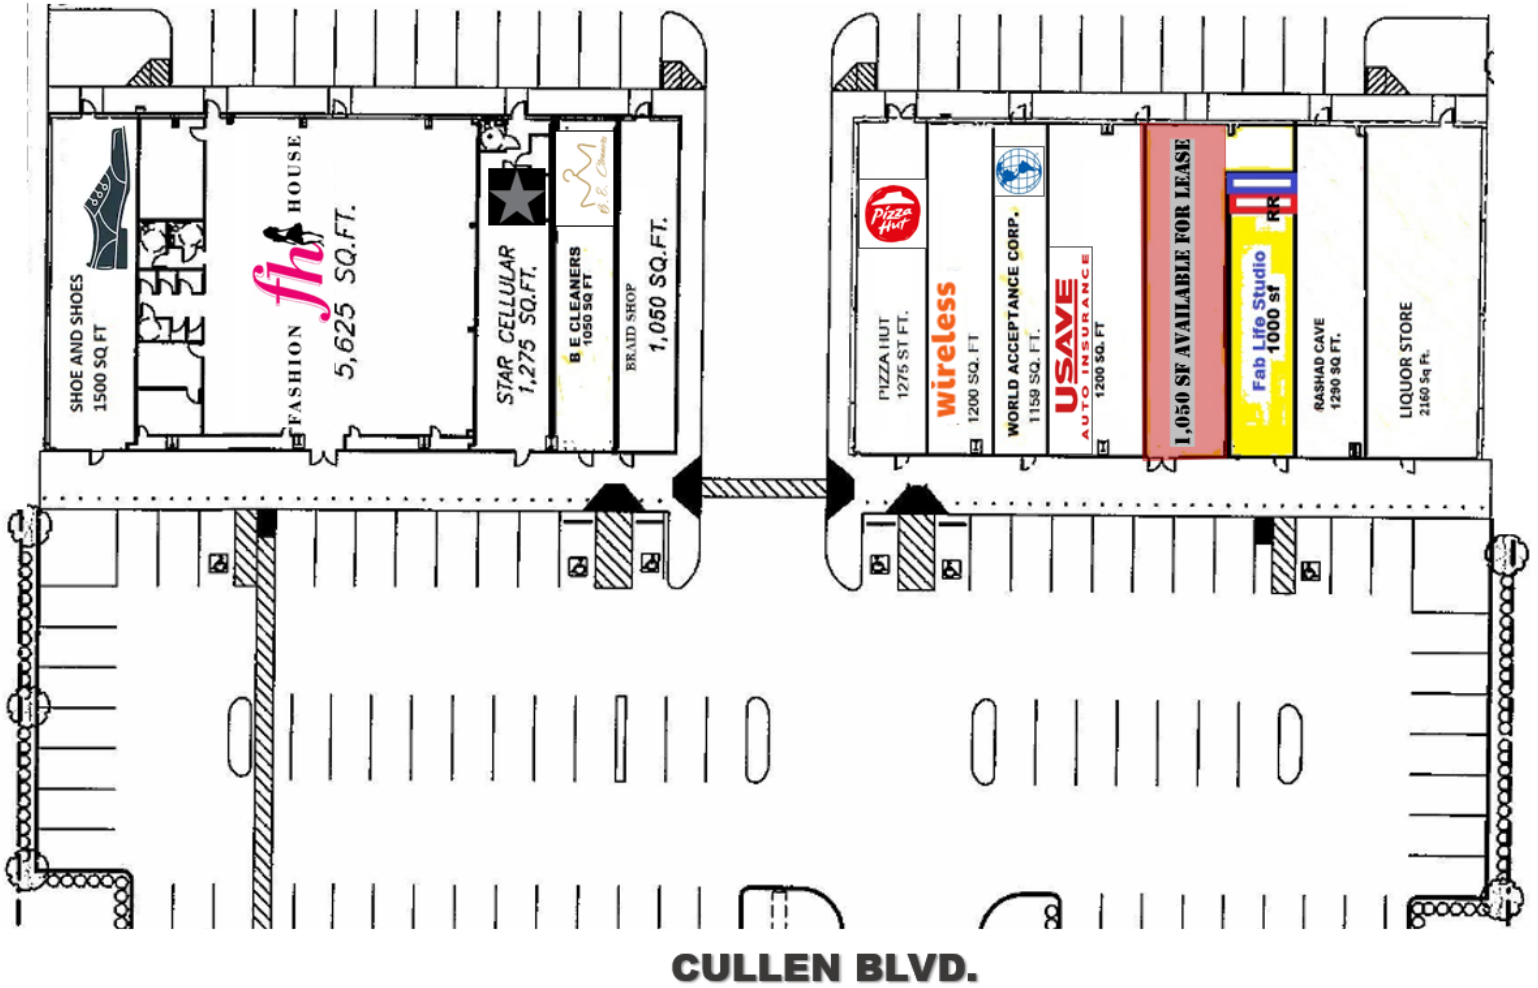 SHOE AND SHOES
1500 SQ FT
FASHION
fh
HOUSE
5,625 SQ.FT.
STAR CELLULAR
1,275 SQ.FT.
B. E. Cleaners
B E CLEANERS
1050 SQ FT
BRAID SHOP
1,050 SQ.FT.
Pizza
Hut
PIZZA HUT
1275 ST FT.
wireless
1200 SQ. FT
WORLD ACCEPTANCE CORP.
1159 SQ. FT.
USAVE
AUTO INSURANCE
1200 SQ. FT
1,050 SF AVAILABLE FOR LEASE
RR
Fab Life Studio
1000 sf
RASHAD CAVE
1290 SQ FT.
LIQUOR STORE
2160 Sq Ft.
CULLEN BLVD.